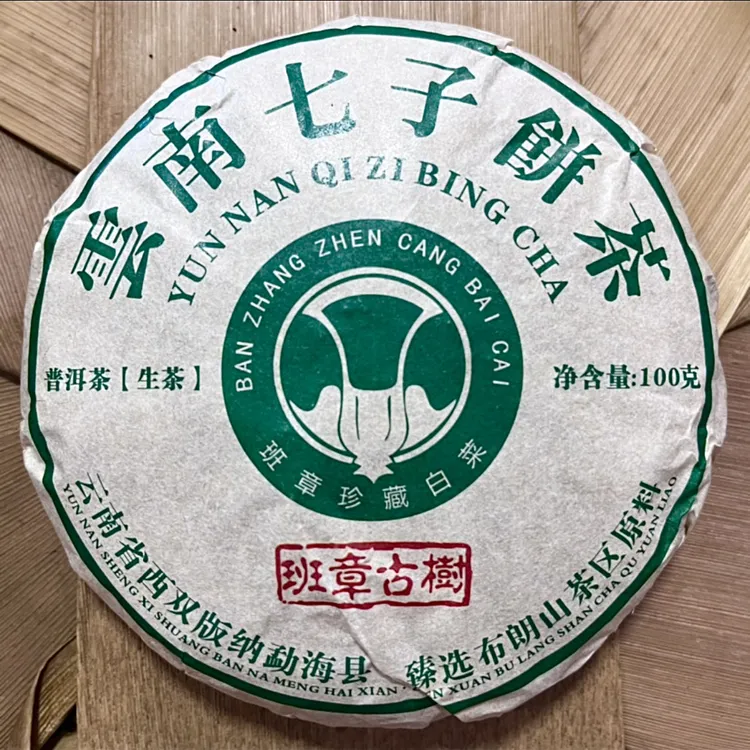 雲南七子餅茶
YUN NAN QI ZI BING CHA
BAN ZHANG ZHEN CANG BAI CAI
普洱茶【生茶】
净含量:100克
班章珍藏白菜
班章古樹
云南省西双版纳勐海县 臻选布朗山茶区原料
YUN NAN SHENG XI SHUANG BAN NA MENG HAI XIAN · XUAN BU LANG SHAN CHA QU YUAN LIAO